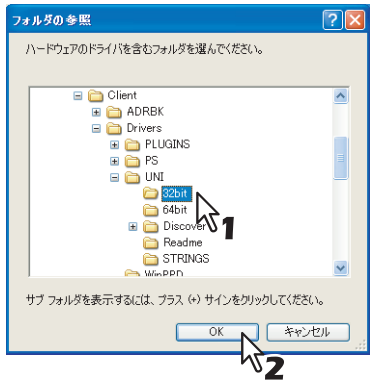 フォルダの参照
ハードウェアのドライバを含むフォルダを選んでください。
Client
ADRBK
Drivers
PLUGINS
PS
UNI
32bit
64bit
1
Discover
Readme
STRINGS
WinPPD
サブ フォルダを表示するには、プラス (+) サインをクリックしてください。
OK
キャンセル
2